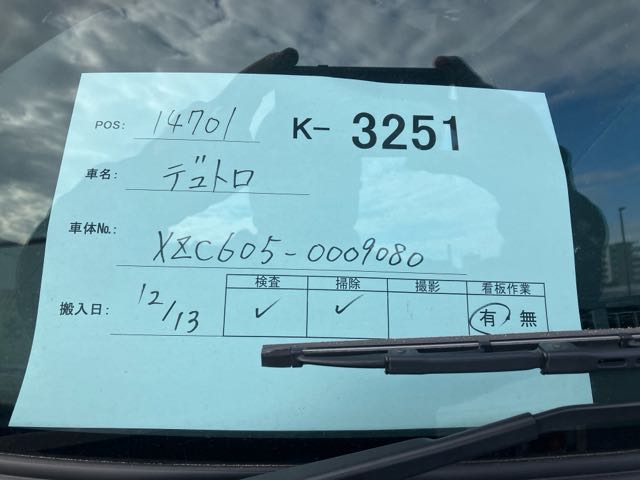 POS: 14701 K- 3251
車名: デュトロ
車体No.: XZC605-0009080
検査 掃除 撮影 看板作業
搬入日: 12/13 ✓ ✓ 有 無